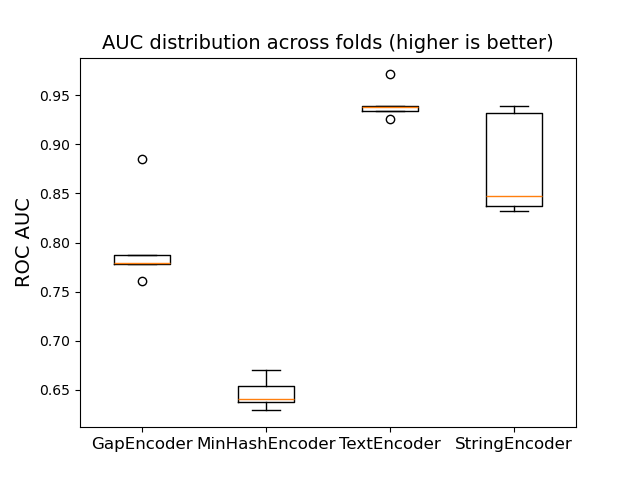 AUC distribution across folds (higher is better)
ROC AUC
0.95
0.90
0.85
0.80
0.75
0.70
0.65
GapEncoder MinHashEncoder TextEncoder StringEncoder